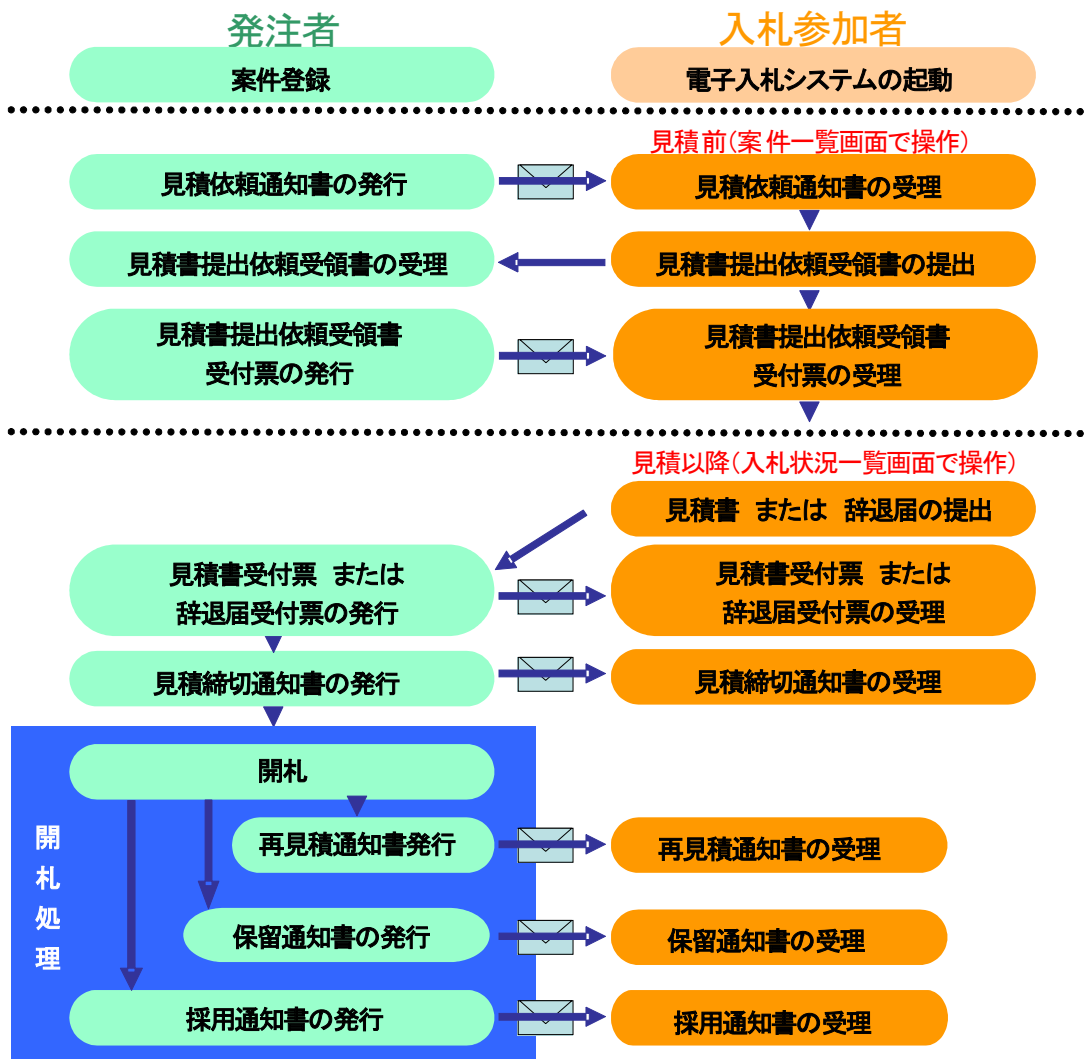 発注者
入札参加者
案件登録
電子入札システムの起動
見積前(案件一覧画面で操作)
見積依頼通知書の発行
見積依頼通知書の受理
見積書提出依頼受領書の受理
見積書提出依頼受領書の提出
見積書提出依頼受領書
受付票の発行
見積書提出依頼受領書
受付票の受理
見積以降(入札状況一覧画面で操作)
見積書 または 辞退届の提出
見積書受付票 または
辞退届受付票の発行
見積書受付票 または
辞退届受付票の受理
見積締切通知書の発行
見積締切通知書の受理
開札処理
開札
再見積通知書発行
再見積通知書の受理
保留通知書の発行
保留通知書の受理
採用通知書の発行
採用通知書の受理